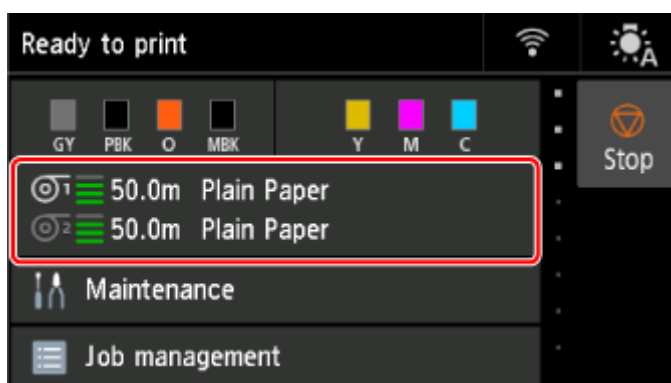 Ready to print
A
GY PBK O MBK Y M C
Stop
1 50.0m Plain Paper
2 50.0m Plain Paper
Maintenance
Job management